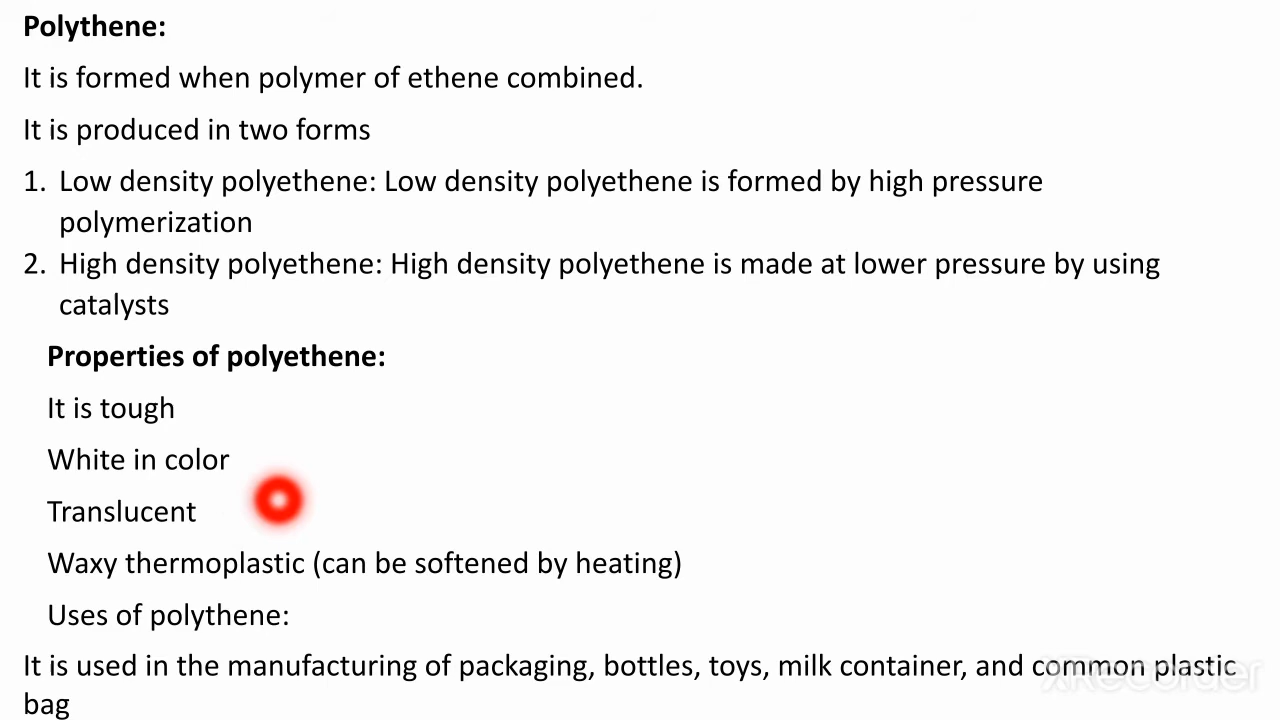 Polythene:
It is formed when polymer of ethene combined.
It is produced in two forms
1. Low density polyethene: Low density polyethene is formed by high pressure
polymerization
2. High density polyethene: High density polyethene is made at lower pressure by using
catalysts
Properties of polyethene:
It is tough
White in color
Translucent
Waxy thermoplastic (can be softened by heating)
Uses of polythene:
It is used in the manufacturing of packaging, bottles, toys, milk container, and common plastic
bag
XRecorder